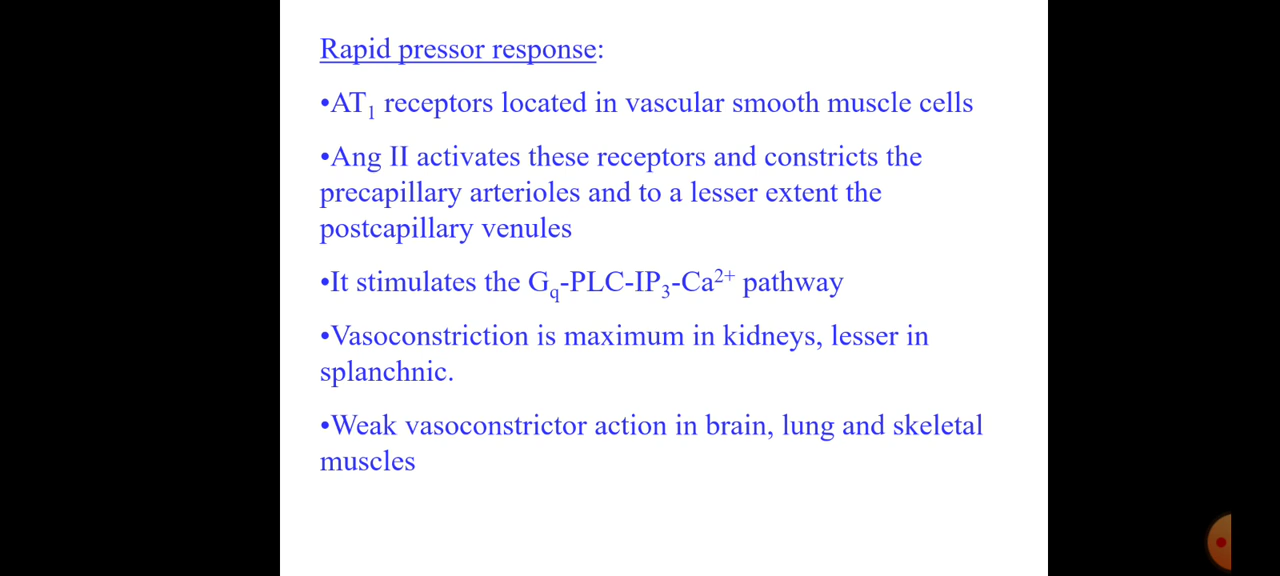 Rapid pressor response:
•AT₁ receptors located in vascular smooth muscle cells
•Ang II activates these receptors and constricts the
precapillary arterioles and to a lesser extent the
postcapillary venules
•It stimulates the G_q-PLC-IP₃-Ca²⁺ pathway
•Vasoconstriction is maximum in kidneys, lesser in
splanchnic.
•Weak vasoconstrictor action in brain, lung and skeletal
muscles